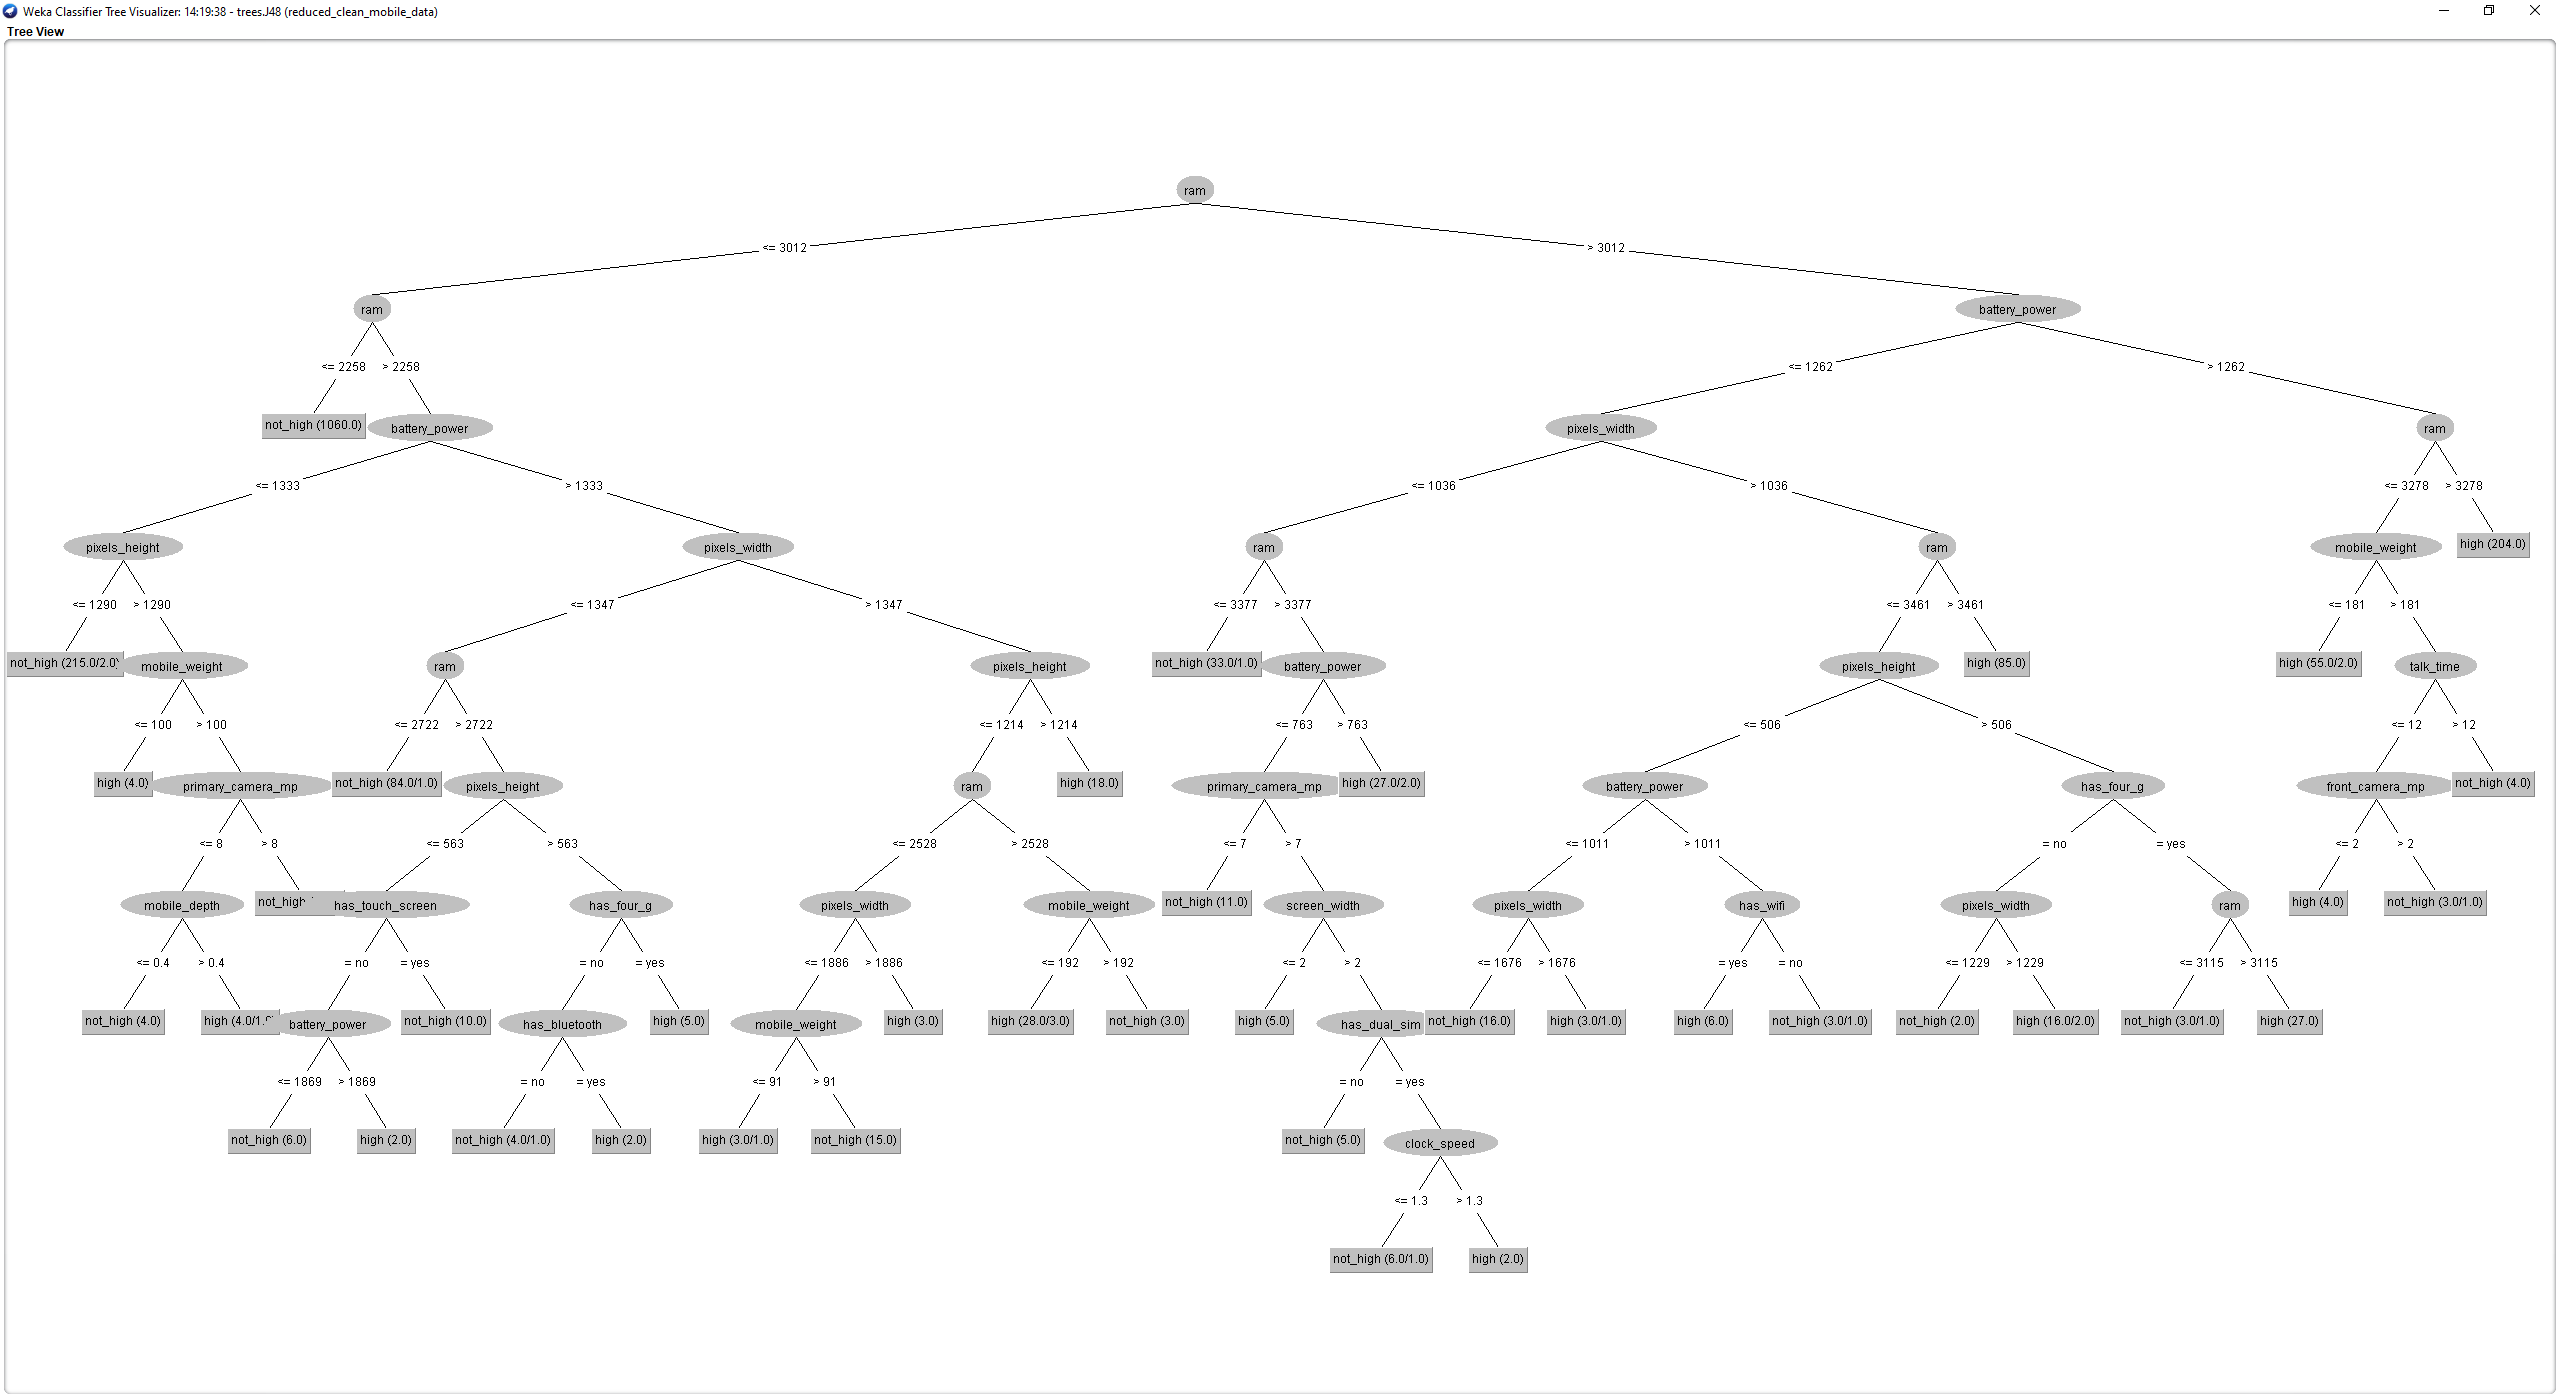 Weka Classifier Tree Visualizer: 14:19:38 - trees.J48 (reduced_clean_mobile_data)
Tree View
ram
<= 3012 > 3012
ram battery_power
<= 2258 > 2258 <= 1262 > 1262
not_high (1060.0) battery_power pixels_width ram
<= 1333 > 1333 <= 1036 > 1036 <= 3278 > 3278
pixels_height pixels_width ram ram mobile_weight high (204.0)
<= 1290 > 1290 <= 1347 > 1347 <= 3377 > 3377 <= 3461 > 3461 <= 181 > 181
not_high (215.0/2.0) mobile_weight ram pixels_height not_high (33.0/1.0) battery_power pixels_height high (85.0) high (55.0/2.0) talk_time
<= 100 > 100 <= 2722 > 2722 <= 1214 > 1214 <= 763 > 763 <= 506 > 506 <= 12 > 12
high (4.0) primary_camera_mp not_high (84.0/1.0) pixels_height ram high (18.0) primary_camera_mp high (27.0/2.0) battery_power has_four_g front_camera_mp not_high (4.0)
<= 8 > 8 <= 563 > 563 <= 2528 > 2528 <= 7 > 7 <= 1011 > 1011 = no = yes <= 2 > 2
mobile_depth not_high has_touch_screen has_four_g pixels_width mobile_weight not_high (11.0) screen_width pixels_width has_wifi pixels_width ram high (4.0) not_high (3.0/1.0)
<= 0.4 > 0.4 = no = yes = no = yes <= 1886 > 1886 <= 192 > 192 <= 2 > 2 <= 1676 > 1676 = yes = no <= 1229 > 1229 <= 3115 > 3115
not_high (4.0) high (4.0/1.0 battery_power not_high (10.0) has_bluetooth high (5.0) mobile_weight high (3.0) high (28.0/3.0) not_high (3.0) high (5.0) has_dual_sim not_high (16.0) high (3.0/1.0) high (6.0) not_high (3.0/1.0) not_high (2.0) high (16.0/2.0) not_high (3.0/1.0) high (27.0)
<= 1869 > 1869 = no = yes <= 91 > 91 = no = yes
not_high (6.0) high (2.0) not_high (4.0/1.0) high (2.0) high (3.0/1.0) not_high (15.0) not_high (5.0) clock_speed
<= 1.3 > 1.3
not_high (6.0/1.0) high (2.0)